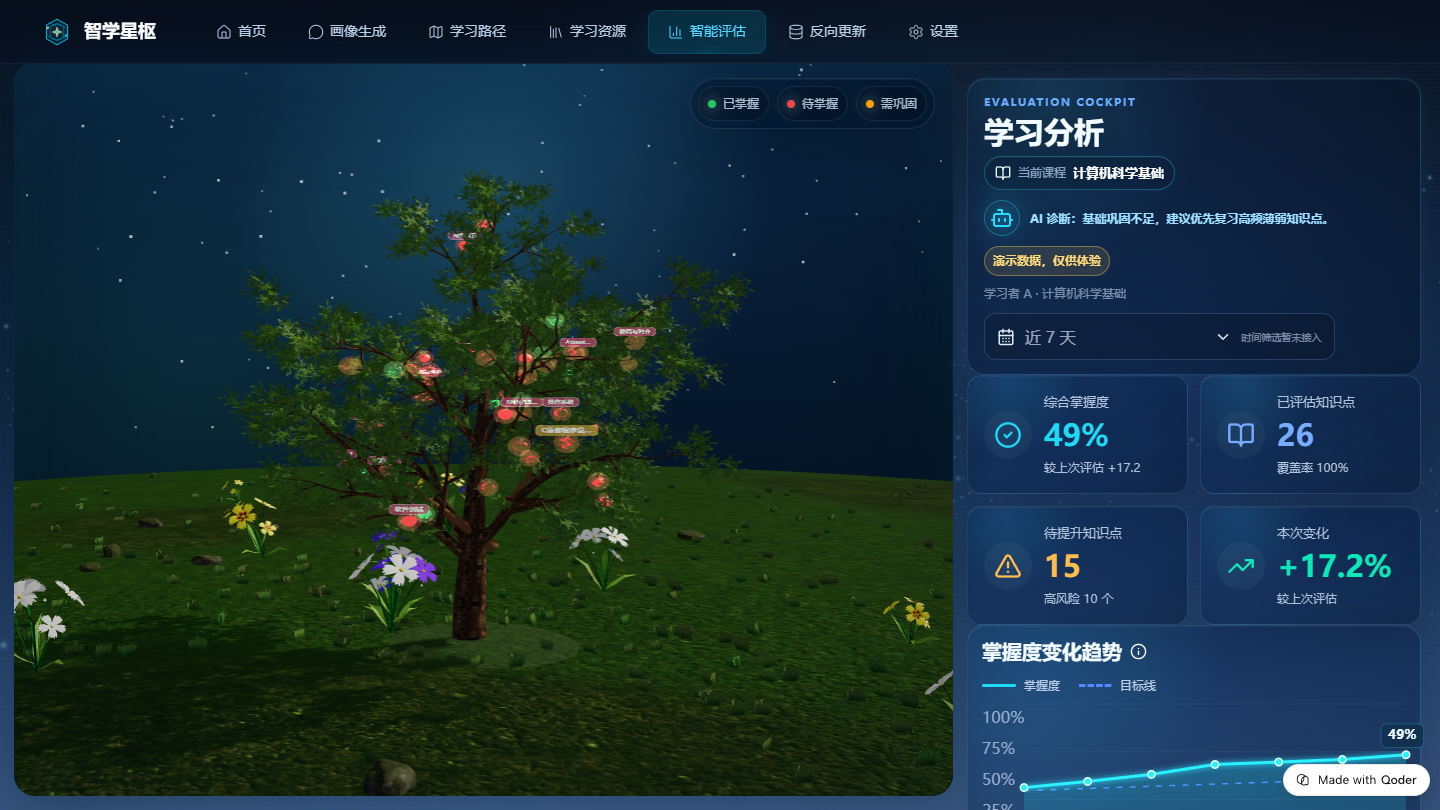 智学星枢
首页
画像生成
学习路径
学习资源
智能评估
反向更新
设置
已掌握
待掌握
需巩固
EVALUATION COCKPIT
学习分析
当前课程 计算机科学基础
AI 诊断：基础巩固不足，建议优先复习高频薄弱知识点。
演示数据，仅供体验
学习者 A · 计算机科学基础
近 7 天
时间筛选暂未接入
综合掌握度
49%
较上次评估 +17.2
已评估知识点
26
覆盖率 100%
待提升知识点
15
高风险 10 个
本次变化
+17.2%
较上次评估
掌握度变化趋势
掌握度
目标线
100%
75%
50%
25%
49%
Made with Qoder